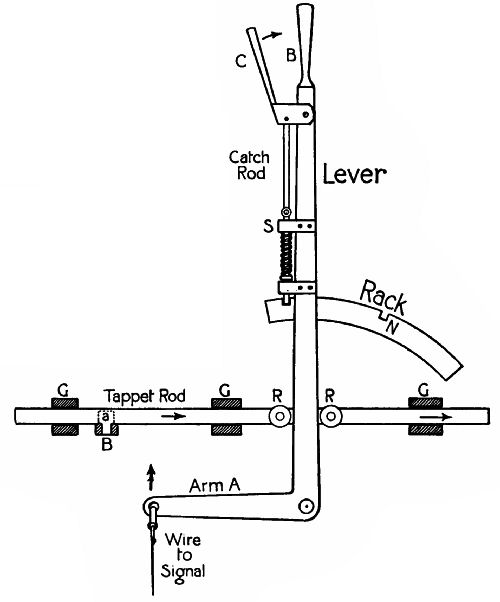 C
B
Catch
Rod
Lever
S
Rack
N
G
Tappet Rod
G
R
R
G
a
B
Arm A
Wire
to
Signal